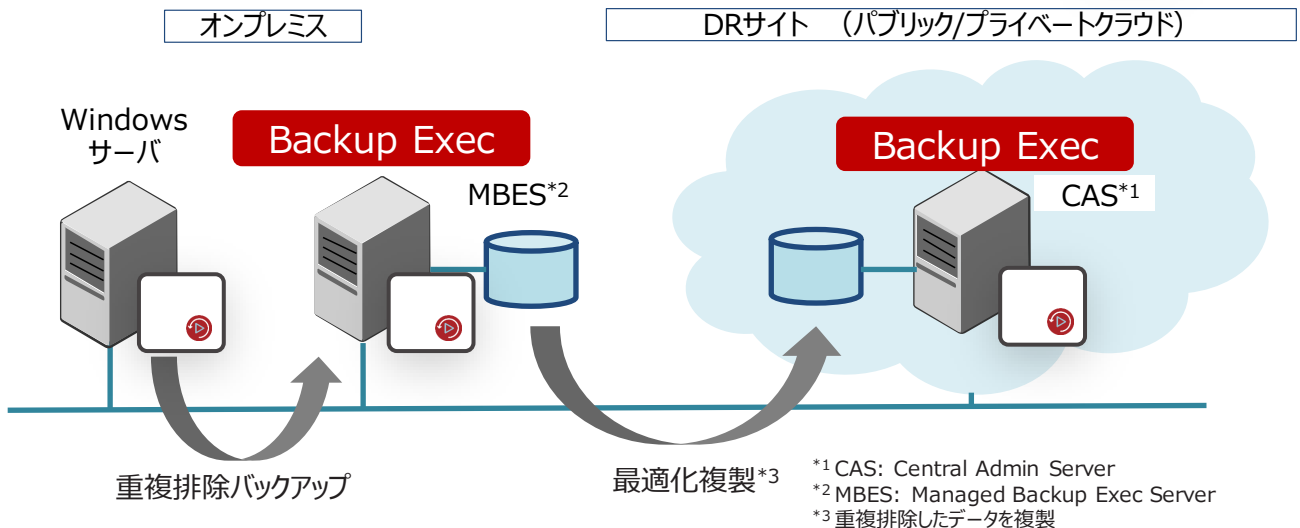 オンプレミス
DRサイト （パブリック/プライベートクラウド）
Windows
サーバ
Backup Exec
MBES*2
Backup Exec
CAS*1
重複排除バックアップ
最適化複製*3
*1 CAS: Central Admin Server
*2 MBES: Managed Backup Exec Server
*3 重複排除したデータを複製